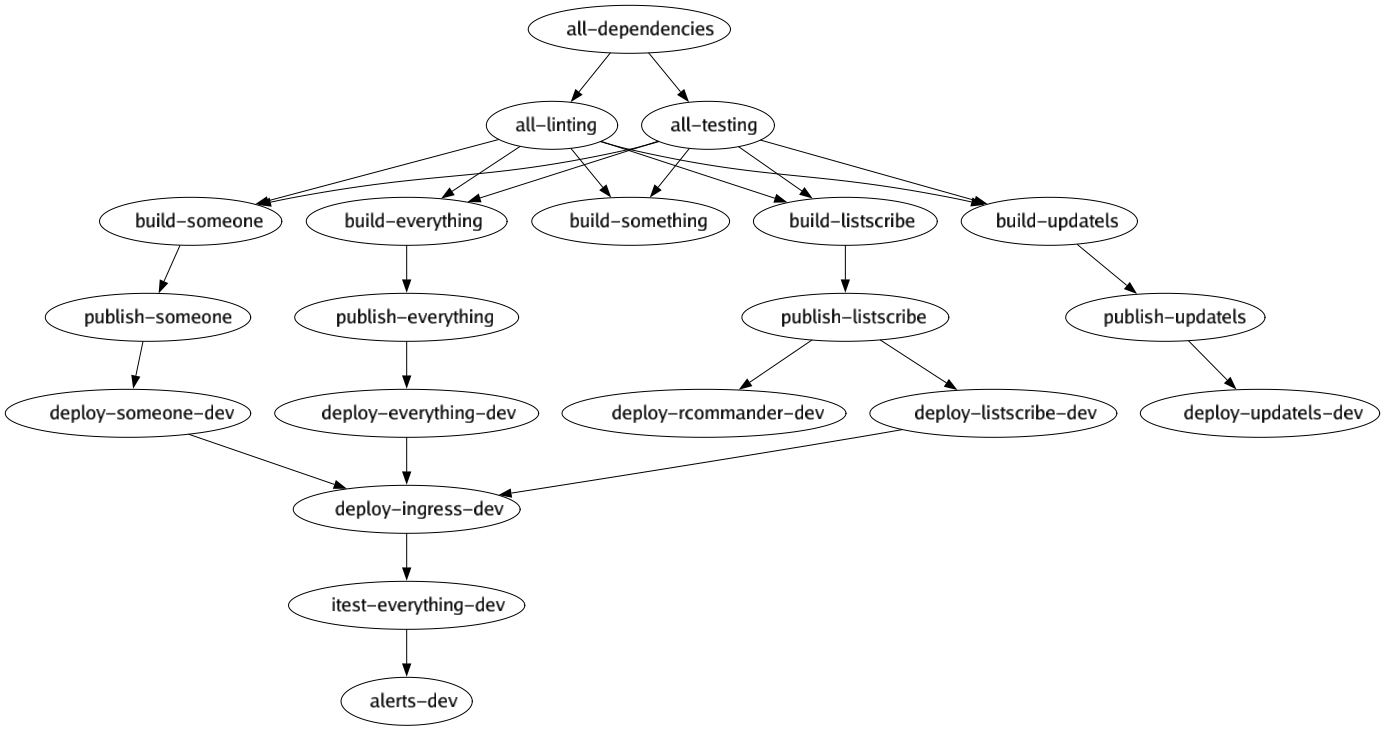 all-dependencies
all-linting
all-testing
build-someone
build-everything
build-something
build-listscribe
build-updatels
publish-someone
publish-everything
publish-listscribe
publish-updatels
deploy-someone-dev
deploy-everything-dev
deploy-rcommander-dev
deploy-listscribe-dev
deploy-updatels-dev
deploy-ingress-dev
itest-everything-dev
alerts-dev